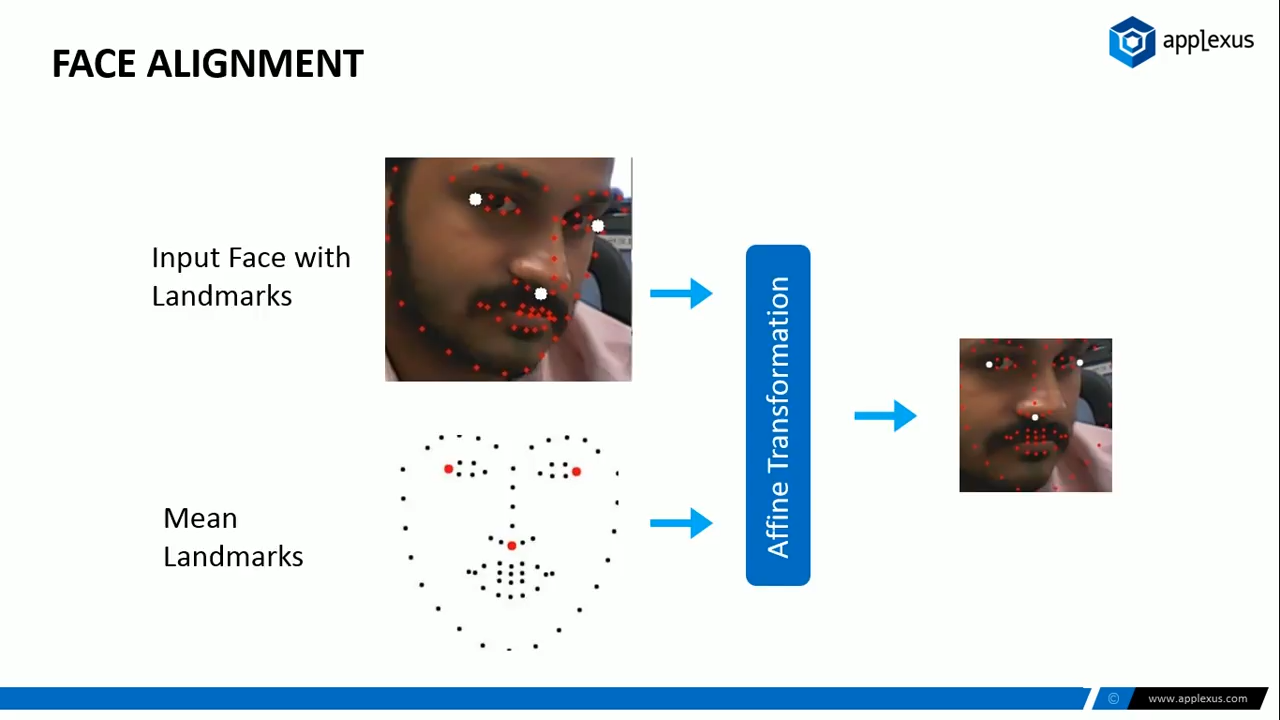 FACE ALIGNMENT
applexus
Input Face with
Landmarks
Affine Transformation
Mean
Landmarks
© www.applexus.com